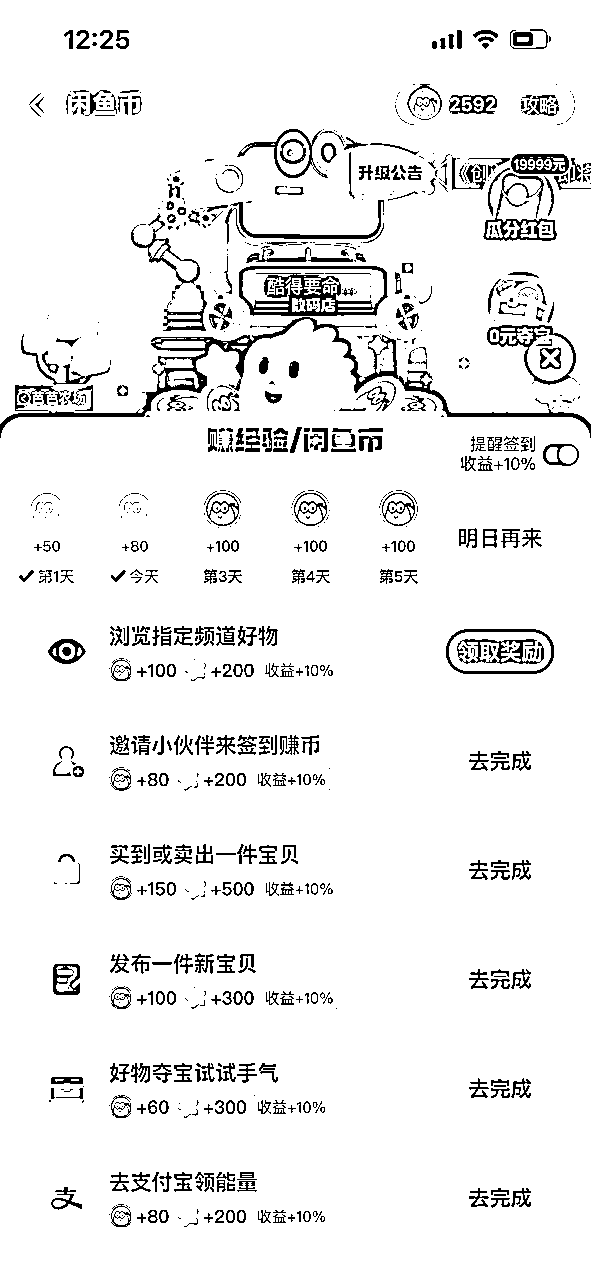 12:25
闲鱼币
2592 攻略
升级公告
19999元
瓜分红包
酷得要命
数码店
0元夺宝
芭芭农场
赚经验/闲鱼币
提醒签到
收益+10%
+50 +80 +100 +100 +100
明日再来
第1天 今天 第3天 第4天 第5天
浏览指定频道好物
+100 +200 收益+10%
领取奖励
邀请小伙伴来签到赚币
+80 +200 收益+10%
去完成
买到或卖出一件宝贝
+150 +500 收益+10%
去完成
发布一件新宝贝
+100 +300 收益+10%
去完成
好物夺宝试试手气
+60 +300 收益+10%
去完成
去支付宝领能量
+80 +200 收益+10%
去完成